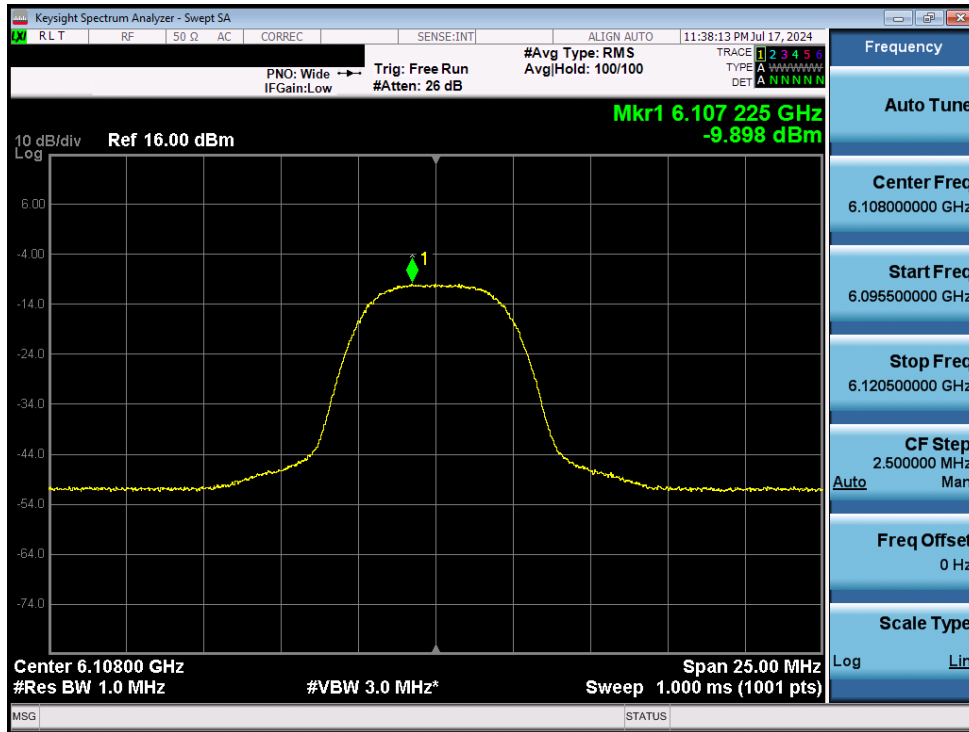 Keysight Spectrum Analyzer - Swept SA
LXI RLT RF 50 Ω AC CORREC SENSE:INT ALIGN AUTO 11:38:13 PM Jul 17, 2024
PNO: Wide
IFGain:Low
Trig: Free Run
#Atten: 26 dB
#Avg Type: RMS
Avg|Hold: 100/100
TRACE 1 2 3 4 5 6
TYPE A WWWWW
DET A N N N N N
Mkr1 6.107 225 GHz
-9.898 dBm
10 dB/div Ref 16.00 dBm
Log
6.00
-4.00
1
-14.0
-24.0
-34.0
-44.0
-54.0
-64.0
-74.0
Center 6.10800 GHz Span 25.00 MHz
#Res BW 1.0 MHz #VBW 3.0 MHz* Sweep 1.000 ms (1001 pts)
MSG STATUS
Frequency
Auto Tune
Center Freq
6.108000000 GHz
Start Freq
6.095500000 GHz
Stop Freq
6.120500000 GHz
CF Step
2.500000 MHz
Auto Man
Freq Offset
0 Hz
Scale Type
Log Lin